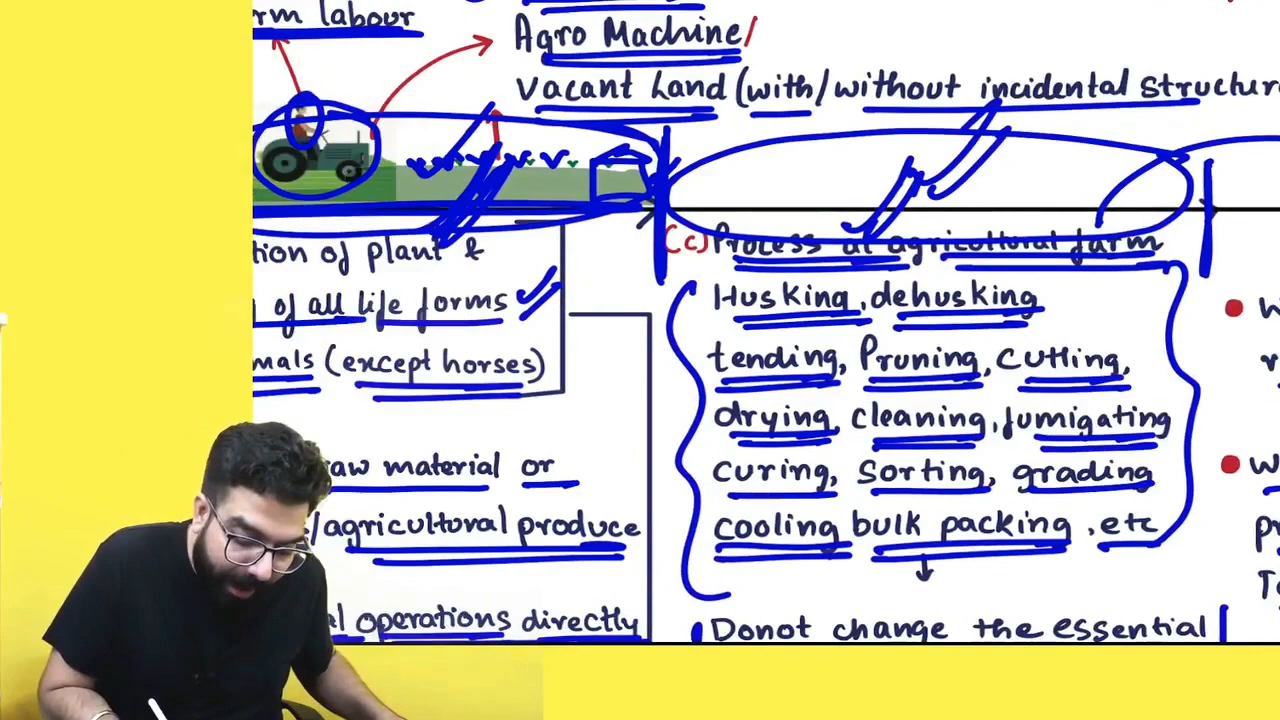 rm labour
Agro Machine/
Vacant Land (with/without incidental Structur
tion of plant &
g of all life forms
mals (except horses)
raw material or
/agricultural produce
al operations directly
(c) Process at agricultural farm
Husking, dehusking
tending, Pruning, Cutting,
drying, cleaning, fumigating
curing, Sorting, grading
cooling bulk packing, etc
Donot change the essential